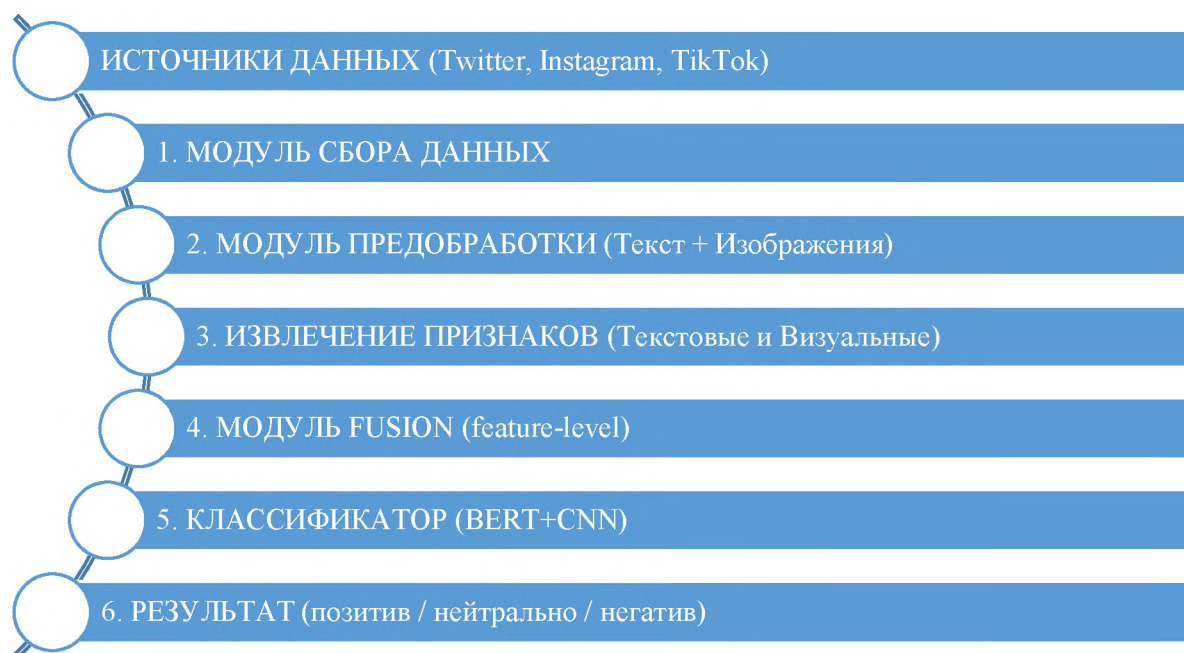 ИСТОЧНИКИ ДАННЫХ (Twitter, Instagram, TikTok)
1. МОДУЛЬ СБОРА ДАННЫХ
2. МОДУЛЬ ПРЕДОБРАБОТКИ (Текст + Изображения)
3. ИЗВЛЕЧЕНИЕ ПРИЗНАКОВ (Текстовые и Визуальные)
4. МОДУЛЬ FUSION (feature-level)
5. КЛАССИФИКАТОР (BERT+CNN)
6. РЕЗУЛЬТАТ (позитив / нейтрально / негатив)